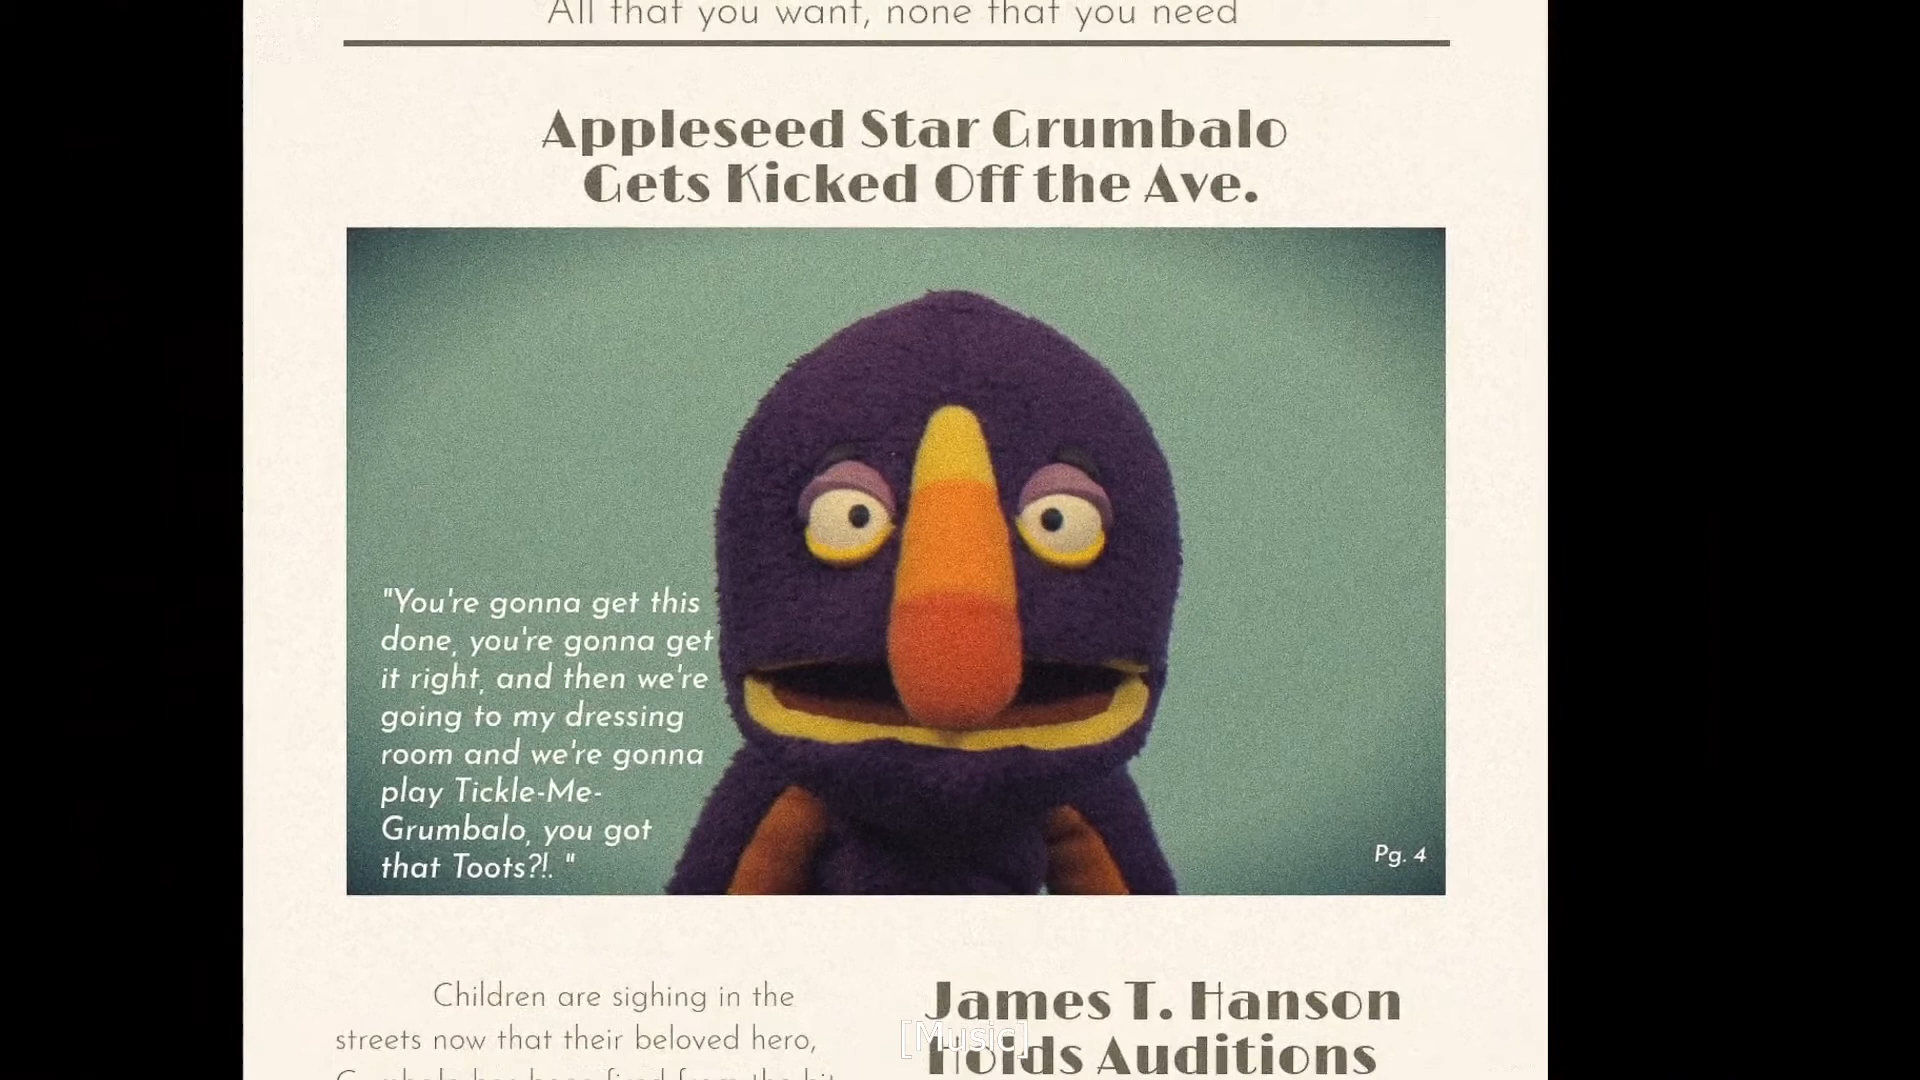 All that you want, none that you need
Appleseed Star Grumbalo
Gets Kicked Off the Ave.
"You're gonna get this
done, you're gonna get
it right, and then we're
going to my dressing
room and we're gonna
play Tickle-Me-
Grumbalo, you got
that Toots?!. "
Pg. 4
Children are sighing in the
streets now that their beloved hero,
James T. Hanson
Holds Auditions
[Music]